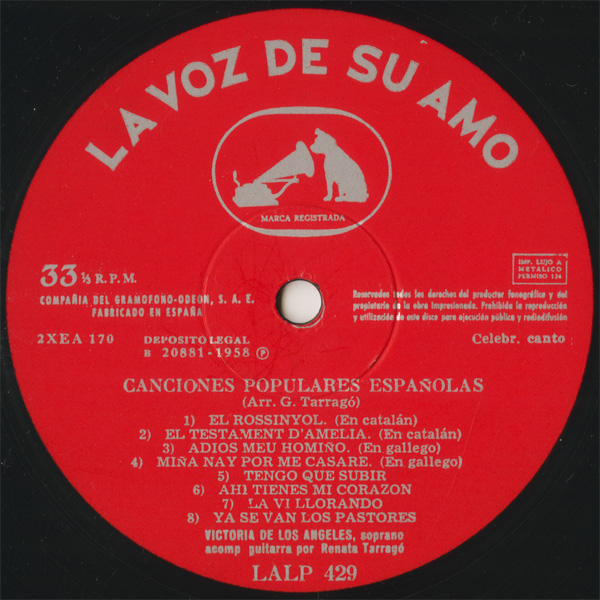 LA VOZ DE SU AMO
MARCA REGISTRADA
33 ⅓ R.P.M.
COMPAÑIA DEL GRAMOFONO-ODEON, S. A. E.
FABRICADO EN ESPAÑA
IMP. LUJO A
METALICO
PERMISO 134
Reservados todos los derechos del productor fonográfico y del
propietario de la obra impresionada. Prohibida la reproducción
y utilización de este disco para ejecución pública y radiodifusión
2XEA 170
DEPOSITO LEGAL
B 20881-1958 Ⓟ
Celebr. canto
CANCIONES POPULARES ESPAÑOLAS
(Arr. G. Tarragó)
1) EL ROSSINYOL. (En catalán)
2) EL TESTAMENT D'AMELIA. (En catalán)
3) ADIOS MEU HOMIÑO. (En gallego)
4) MIÑA NAY POR ME CASARE. (En gallego)
5) TENGO QUE SUBIR
6) AHI TIENES MI CORAZON
7) LA VI LLORANDO
8) YA SE VAN LOS PASTORES
VICTORIA DE LOS ANGELES, soprano
acomp guitarra por Renata Tarragó
LALP 429